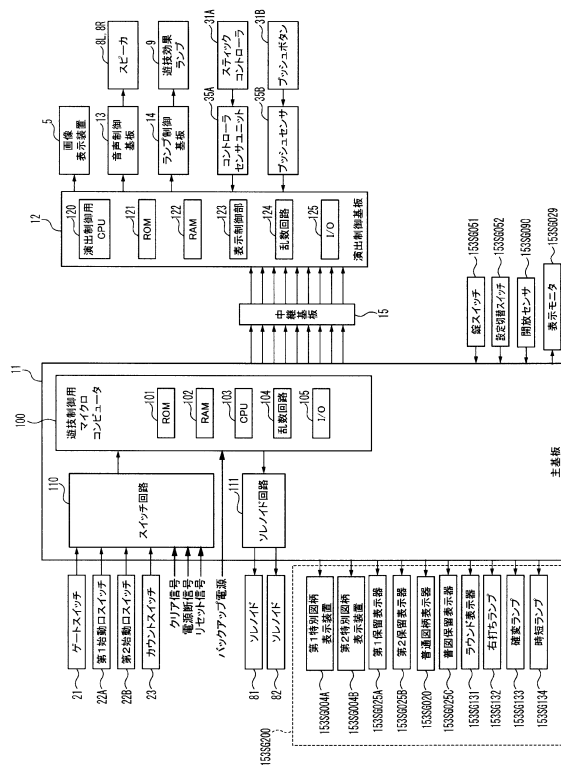 5
画像
表示装置
13
音声制御
基板
8L, 8R
スピーカ
14
ランプ制御
基板
9
遊技効果
ランプ
35A
コントローラ
センサユニット
31A
スティック
コントローラ
35B
プッシュセンサ
31B
プッシュボタン
12
120
演出制御用
CPU
121
ROM
122
RAM
123
表示制御部
124
乱数回路
125
I/O
演出制御基板
中継
基板
15
11
100
遊技制御用
マイクロ
コンピュータ
101
ROM
102
RAM
103
CPU
104
乱数回路
105
I/O
110
スイッチ回路
111
ソレノイド回路
21
ゲートスイッチ
22A
第1始動口スイッチ
22B
第2始動口スイッチ
23
カウントスイッチ
クリア信号
電源断信号
リセット信号
バックアップ電源
81
ソレノイド
82
ソレノイド
錠スイッチ
153SG051
設定切替スイッチ
153SG052
開放センサ
153SG090
表示モニタ
153SG029
主基板
153SG200
153SG004A
第1特別図柄
表示装置
153SG004B
第2特別図柄
表示装置
153SG025A
第1保留表示器
153SG025B
第2保留表示器
153SG020
普通図柄表示器
153SG025C
普図保留表示器
153SG131
ラウンド表示器
153SG132
右打ちランプ
153SG133
確変ランプ
153SG134
時短ランプ